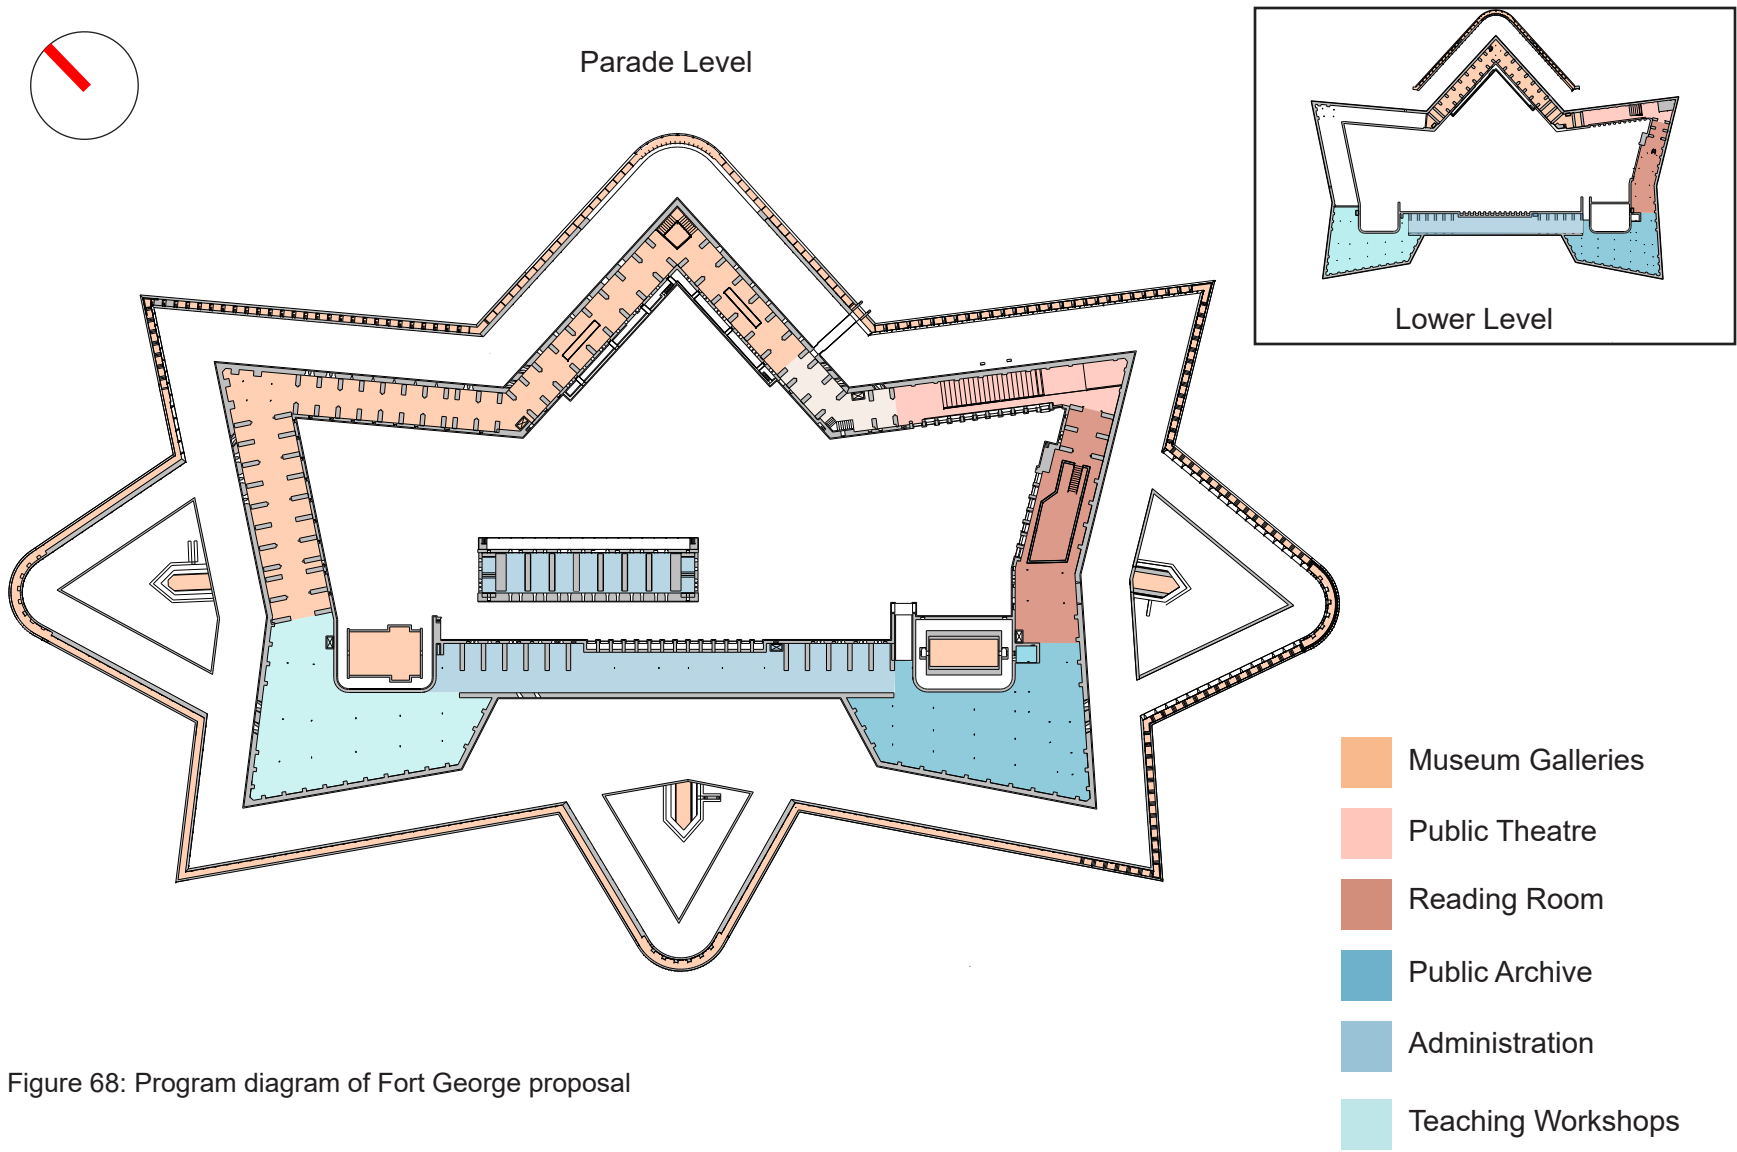 Parade Level
Lower Level
Museum Galleries
Public Theatre
Reading Room
Public Archive
Administration
Teaching Workshops
Figure 68: Program diagram of Fort George proposal